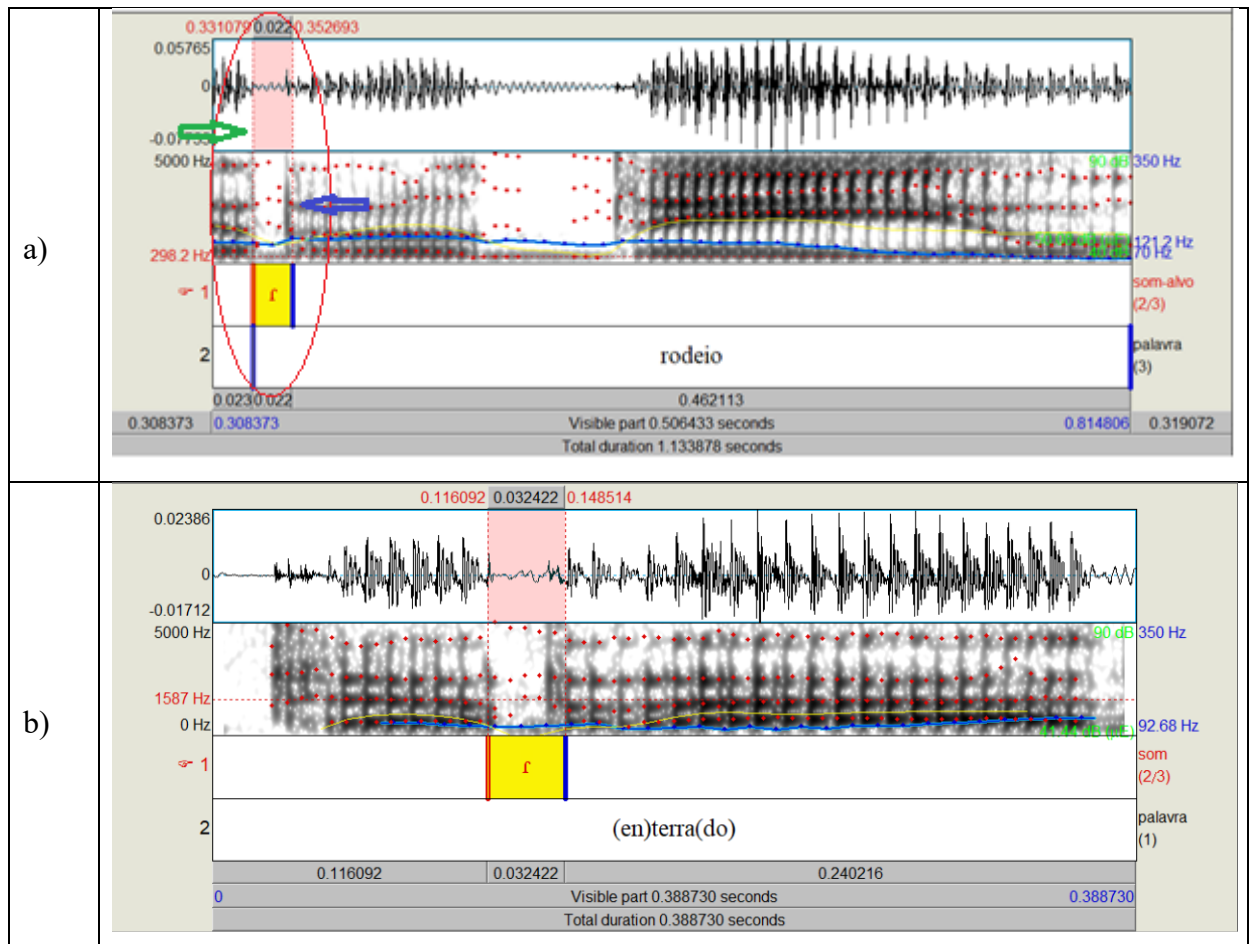 a)
0.331079 0.022 0.352693
0.05765
0
-0.07735
5000 Hz 90 dB 350 Hz
121.2 Hz
298.2 Hz 70 Hz
1 ɾ som-alvo
(2/3)
2 rodeio palavra
(3)
0.023 0.022 0.462113
0.308373 0.308373 Visible part 0.506433 seconds 0.814806 0.319072
Total duration 1.133878 seconds
b)
0.116092 0.032422 0.148514
0.02386
0
-0.01712
5000 Hz 90 dB 350 Hz
1587 Hz
0 Hz 92.68 Hz
1 ɾ som
(2/3)
2 (en)terra(do) palavra
(1)
0.116092 0.032422 0.240216
0 Visible part 0.388730 seconds 0.388730
Total duration 0.388730 seconds